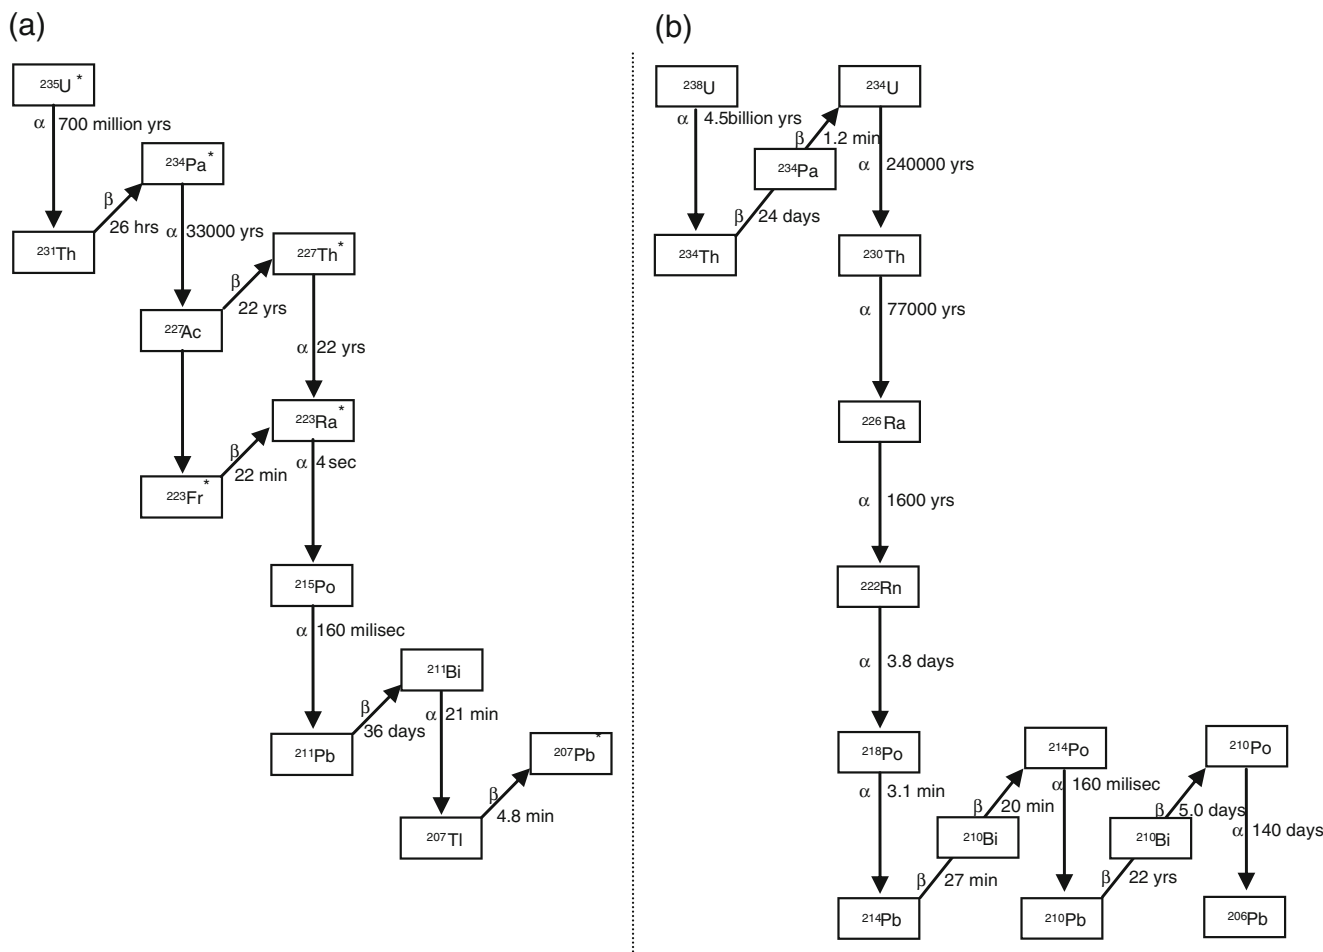 (a)
²³⁵U *
α 700 million yrs
²³⁴Pa *
β
26 hrs
²³¹Th
α 33000 yrs
²²⁷Th *
β
22 yrs
²²⁷Ac
α 22 yrs
²²³Ra *
β
22 min
α 4 sec
²²³Fr *
²¹⁵Po
α 160 milisec
²¹¹Bi
β
36 days
α 21 min
²¹¹Pb
²⁰⁷Pb *
β
4.8 min
²⁰⁷Tl
(b)
²³⁸U
²³⁴U
α 4.5billion yrs
β 1.2 min
²³⁴Pa
α 240000 yrs
β 24 days
²³⁴Th
²³⁰Th
α 77000 yrs
²²⁶Ra
α 1600 yrs
²²²Rn
α 3.8 days
²¹⁸Po
²¹⁴Po
²¹⁰Po
α 3.1 min
β 20 min
α 160 milisec
β 5.0 days
α 140 days
²¹⁰Bi
²¹⁰Bi
β 27 min
β 22 yrs
²¹⁴Pb
²¹⁰Pb
²⁰⁶Pb